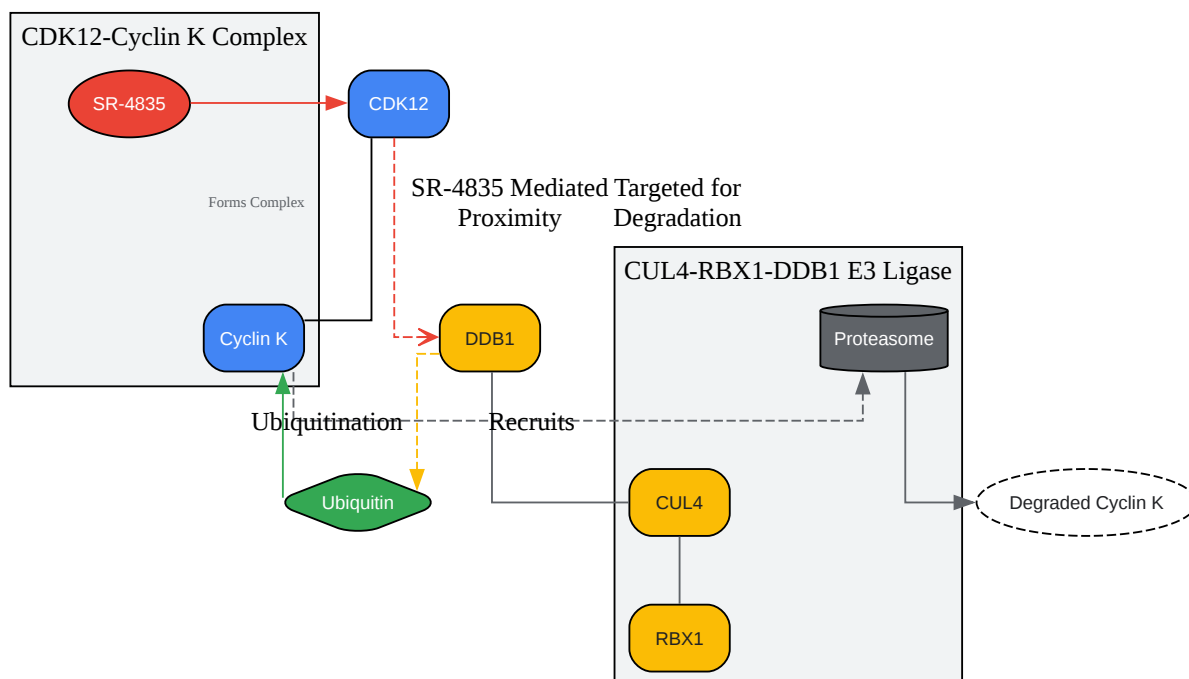 CDK12-Cyclin K Complex
SR-4835
CDK12
SR-4835 Mediated
Proximity
Targeted for
Degradation
Forms Complex
CUL4-RBX1-DDB1 E3 Ligase
Cyclin K
DDB1
Proteasome
Ubiquitination
Recruits
Ubiquitin
CUL4
Degraded Cyclin K
RBX1